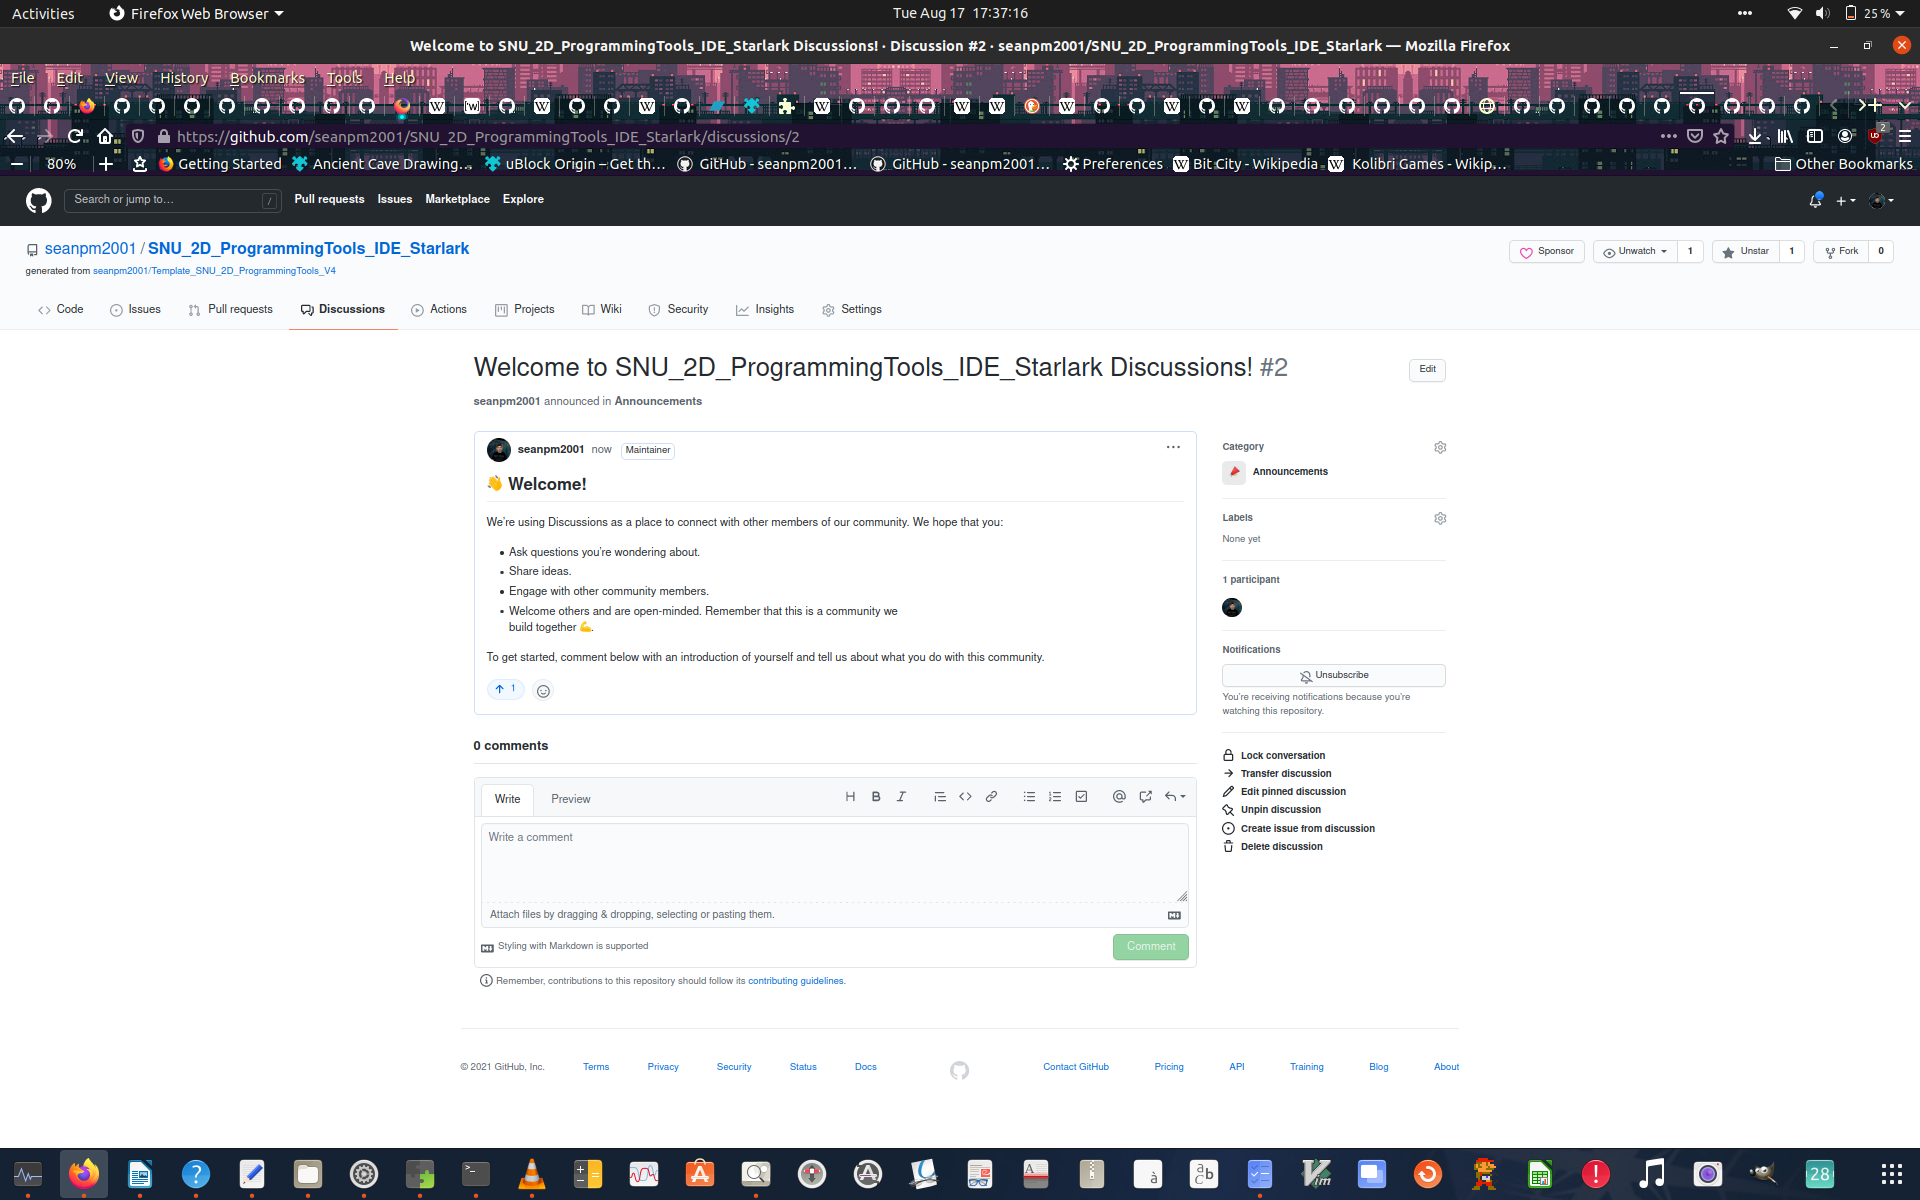 Activities
Firefox Web Browser
Tue Aug 17 17:37:16
25 %
Welcome to SNU_2D_ProgrammingTools_IDE_Starlark Discussions! · Discussion #2 · seanpm2001/SNU_2D_ProgrammingTools_IDE_Starlark — Mozilla Firefox
File Edit View History Bookmarks Tools Help
https://github.com/seanpm2001/SNU_2D_ProgrammingTools_IDE_Starlark/discussions/2
2
80%
Getting Started
Ancient Cave Drawing…
uBlock Origin – Get th…
GitHub - seanpm2001…
GitHub - seanpm2001…
Preferences
Bit City - Wikipedia
Kolibri Games - Wikip…
Other Bookmarks
Search or jump to…
/
Pull requests
Issues
Marketplace
Explore
seanpm2001 / SNU_2D_ProgrammingTools_IDE_Starlark
Sponsor
Unwatch
1
Unstar
1
Fork
0
generated from seanpm2001/Template_SNU_2D_ProgrammingTools_V4
Code
Issues
Pull requests
Discussions
Actions
Projects
Wiki
Security
Insights
Settings
Welcome to SNU_2D_ProgrammingTools_IDE_Starlark Discussions! #2
Edit
seanpm2001 announced in Announcements
seanpm2001 now Maintainer
👋 Welcome!
We're using Discussions as a place to connect with other members of our community. We hope that you:
• Ask questions you're wondering about.
• Share ideas.
• Engage with other community members.
• Welcome others and are open-minded. Remember that this is a community we
build together 💪.
To get started, comment below with an introduction of yourself and tell us about what you do with this community.
1
Category
Announcements
Labels
None yet
1 participant
Notifications
Unsubscribe
You're receiving notifications because you're
watching this repository.
Lock conversation
Transfer discussion
Edit pinned discussion
Unpin discussion
Create issue from discussion
Delete discussion
0 comments
Write
Preview
H B I
Write a comment
Attach files by dragging & dropping, selecting or pasting them.
Styling with Markdown is supported
Comment
Remember, contributions to this repository should follow its contributing guidelines.
© 2021 GitHub, Inc.
Terms
Privacy
Security
Status
Docs
Contact GitHub
Pricing
API
Training
Blog
About
28